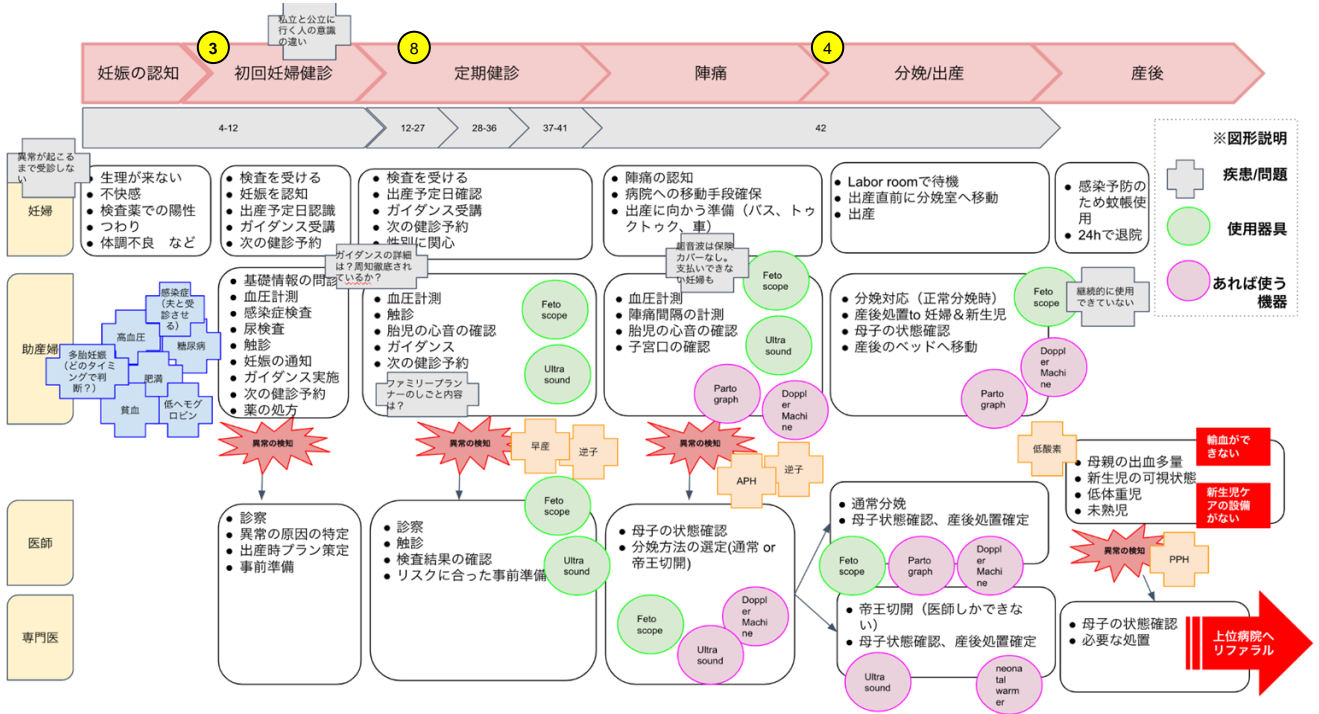 私立と公立に
行く人の意識
の違い
3
8
4
妊娠の認知
初回妊婦健診
定期健診
陣痛
分娩/出産
産後
4-12
12-27
28-36
37-41
42
※図形説明
疾患/問題
使用器具
あれば使う
機器
異常が起こる
まで受診しな
い
妊婦
生理が来ない
不快感
検査薬での陽性
つわり
体調不良 など
検査を受ける
妊娠を認知
出産予定日認識
ガイダンス受講
次の健診予約
検査を受ける
出産予定日確認
ガイダンス受講
次の健診予約
性別に関心
陣痛の認知
病院への移動手段確保
出産に向かう準備（バス、トゥ
クトゥク、車）
Labor roomで待機
出産直前に分娩室へ移動
出産
感染予防の
ため蚊帳使
用
24hで退院
ガイダンスの詳細
は？周知徹底され
ているか？
超音波は保険
カバーなし。
支払いできな
い妊婦も
助産婦
感染症
（夫と受
診させ
る）
高血圧
糖尿病
多胎妊娠
（どのタイミ
ングで判
断？）
肥満
貧血
低ヘモグ
ロビン
基礎情報の問診
血圧計測
感染症検査
尿検査
触診
妊娠の通知
ガイダンス実施
次の健診予約
薬の処方
血圧計測
触診
胎児の心音の確認
ガイダンス
次の健診予約
ファミリープラン
ナーのしごと内容
は？
Feto
scope
Ultra
sound
血圧計測
陣痛間隔の計測
胎児の心音の確認
子宮口の確認
Feto
scope
Ultra
sound
Parto
graph
Doppl
er
Machi
ne
分娩対応（正常分娩時）
産後処置to 妊婦＆新生児
母子の状態確認
産後のベッドへ移動
Feto
scope
継続的に使用
できていない
Doppl
er
Machi
ne
Parto
graph
異常の検知
異常の検知
早産
逆子
異常の検知
APH
逆子
低酸素
母親の出血多量
新生児の可視状態
低体重児
未熟児
輸血がで
きない
新生児ケ
アの設備
がない
異常の検知
PPH
医師
専門医
診察
異常の原因の特定
出産時プラン策定
事前準備
診察
触診
検査結果の確認
リスクに合った事前準備
Feto
scope
Ultra
sound
母子の状態確認
分娩方法の選定(通常 or
帝王切開)
Feto
scope
Ultra
sound
Doppl
er
Machi
ne
通常分娩
母子状態確認、産後処置確定
Feto
scope
Parto
graph
Doppl
er
Machi
ne
帝王切開（医師しかできな
い）
母子状態確認、産後処置確定
Ultra
sound
neona
tal
warm
er
母子の状態確認
必要な処置
上位病院へ
リファラル